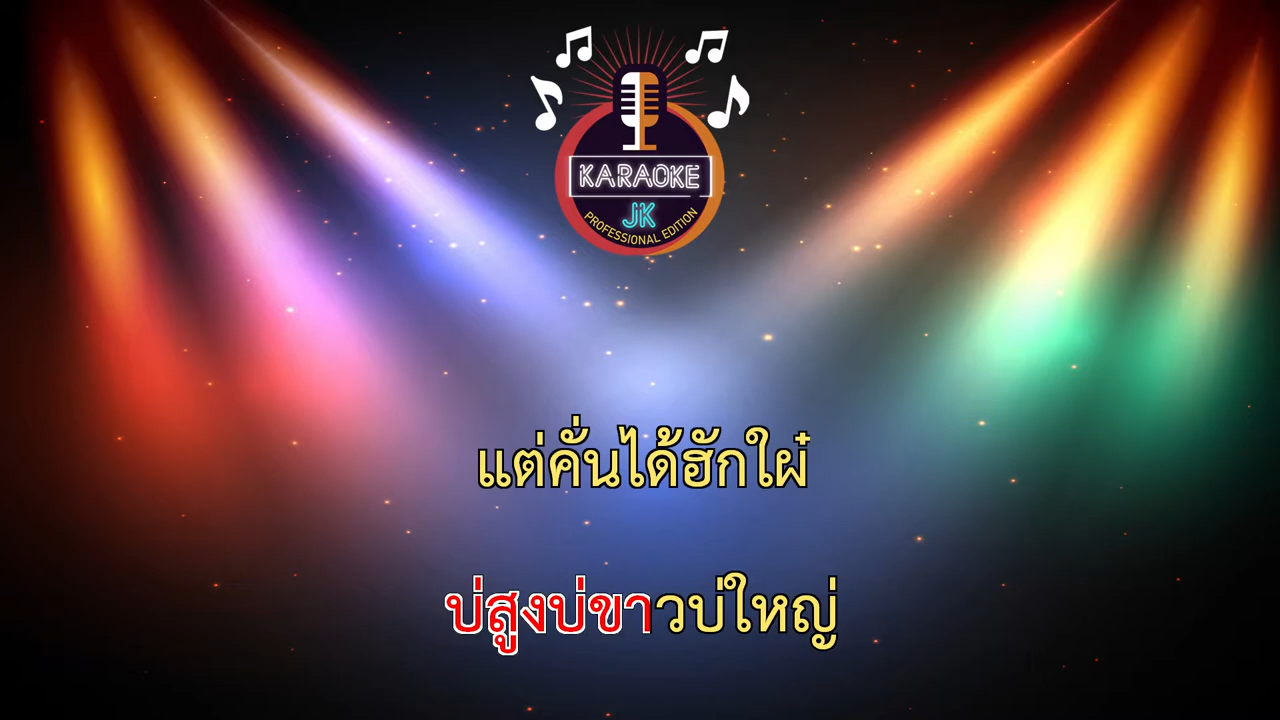 KARAOKE
JK
PROFESSIONAL EDITION
แต่คั่นได้ฮักใผ๋
บ่สูงบ่ขาวบ่ใหญ่